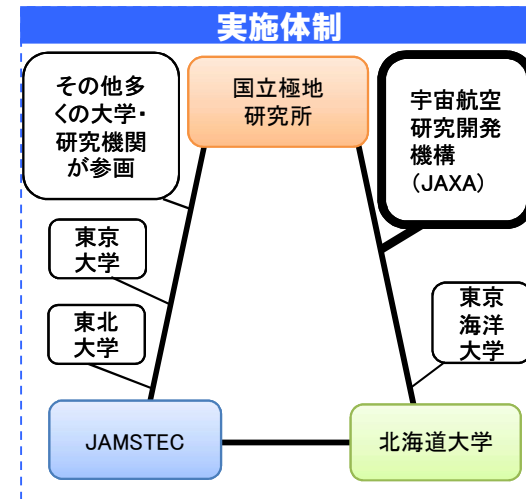 実施体制
その他多
くの大学・
研究機関
が参画
国立極地
研究所
宇宙航空
研究開発
機構
（JAXA）
東京
大学
東北
大学
東京
海洋
大学
JAMSTEC
北海道大学